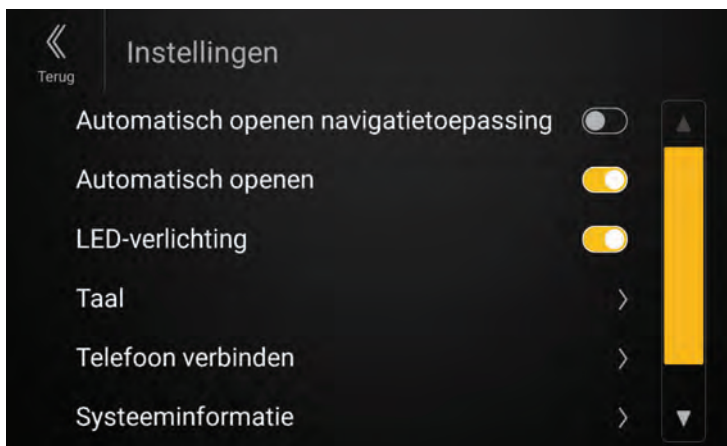 Terug
Instellingen
Automatisch openen navigatietoepassing
Automatisch openen
LED-verlichting
Taal
Telefoon verbinden
Systeeminformatie